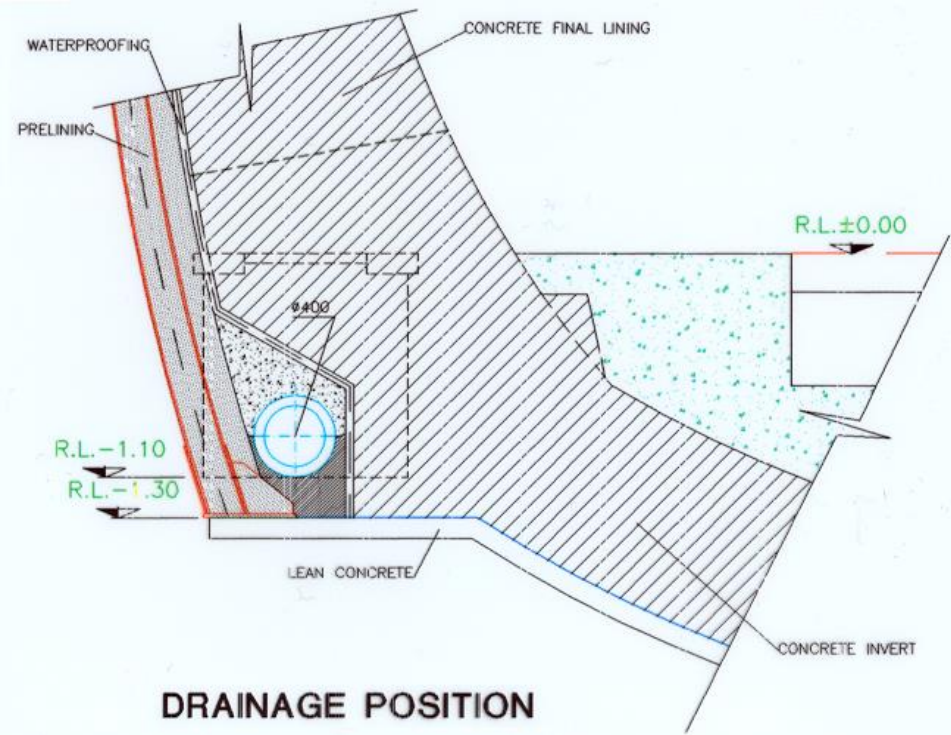 CONCRETE FINAL LINING
WATERPROOFING
PRELINING
R.L.±0.00
ø400
R.L.-1.10
R.L.-1.30
LEAN CONCRETE
CONCRETE INVERT
DRAINAGE POSITION